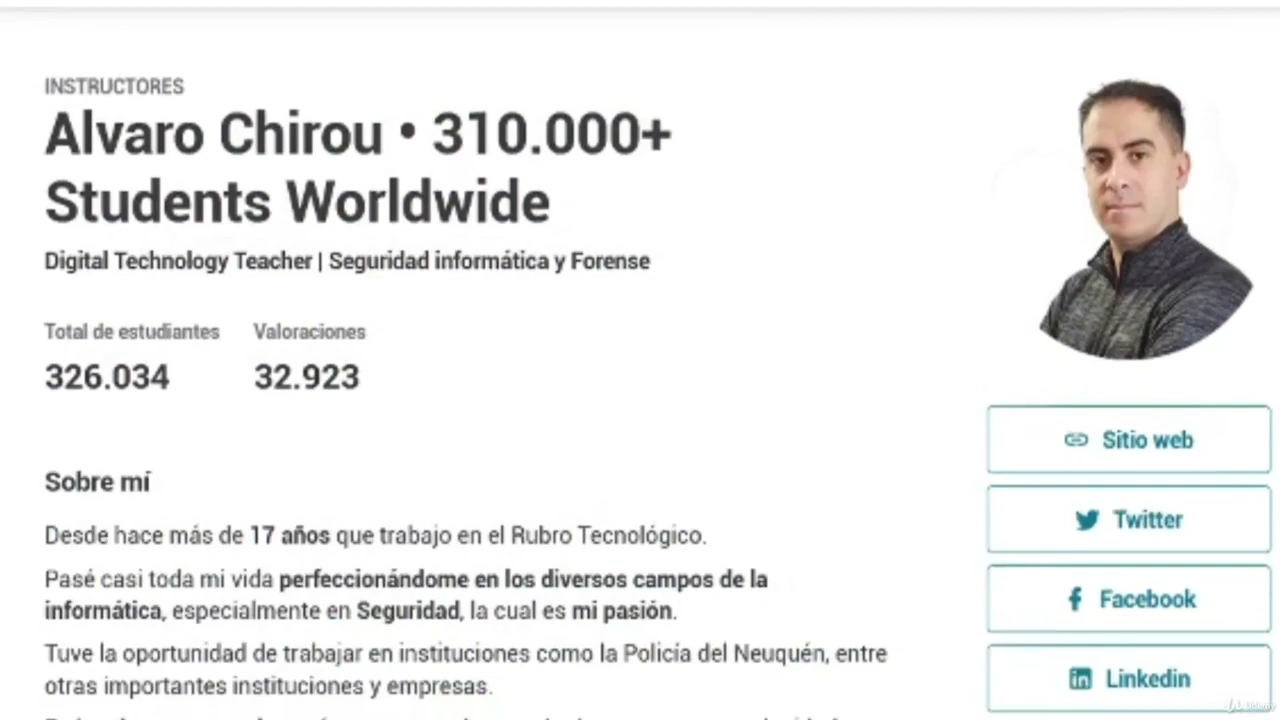 INSTRUCTORES
Alvaro Chirou • 310.000+
Students Worldwide
Digital Technology Teacher | Seguridad informática y Forense
Total de estudiantes Valoraciones
326.034 32.923
Sobre mí
Desde hace más de 17 años que trabajo en el Rubro Tecnológico.
Pasé casi toda mi vida perfeccionándome en los diversos campos de la
informática, especialmente en Seguridad, la cual es mi pasión.
Tuve la oportunidad de trabajar en instituciones como la Policía del Neuquén, entre
otras importantes instituciones y empresas.
Sitio web
Twitter
Facebook
Linkedin
Udemy